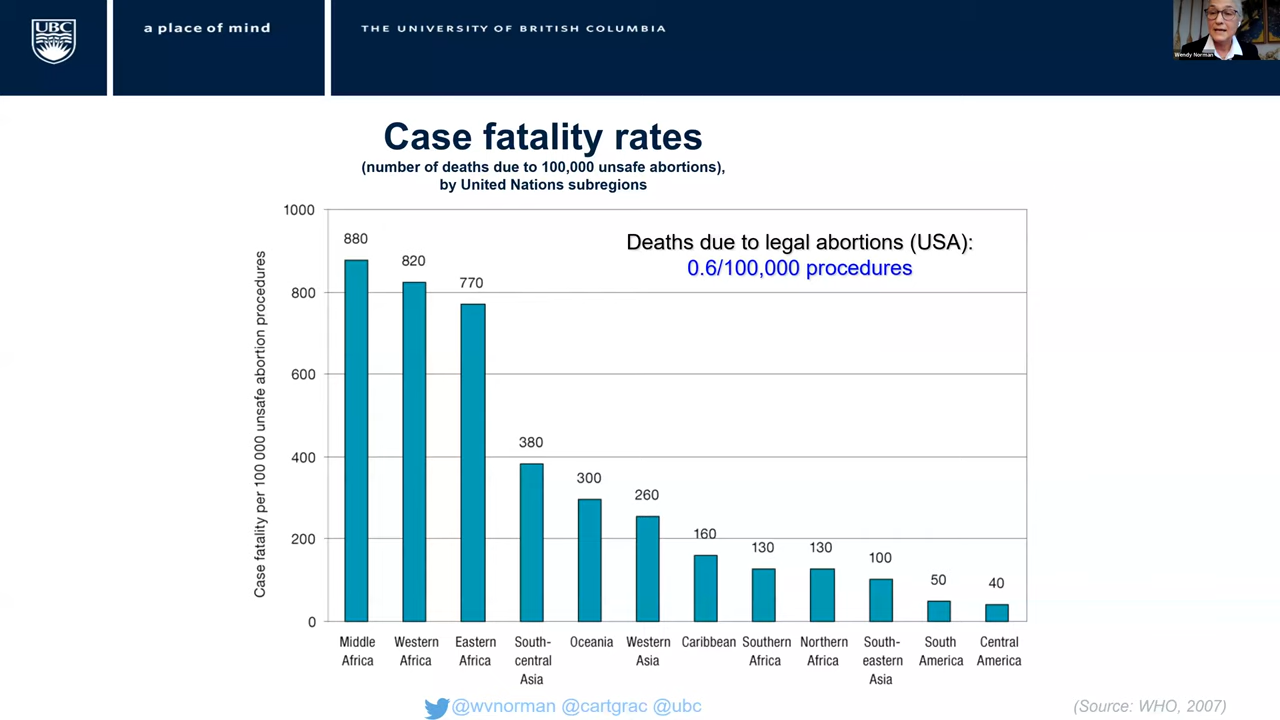 UBC
a place of mind
THE UNIVERSITY OF BRITISH COLUMBIA
Wendy Norman
Case fatality rates
(number of deaths due to 100,000 unsafe abortions),
by United Nations subregions
Deaths due to legal abortions (USA):
0.6/100,000 procedures
Case fatality per 100 000 unsafe abortion procedures
1000
800
600
400
200
0
880
820
770
380
300
260
160
130
130
100
50
40
Middle
Africa
Western
Africa
Eastern
Africa
South-
central
Asia
Oceania
Western
Asia
Caribbean
Southern
Africa
Northern
Africa
South-
eastern
Asia
South
America
Central
America
@wvnorman @cartgrac @ubc
(Source: WHO, 2007)